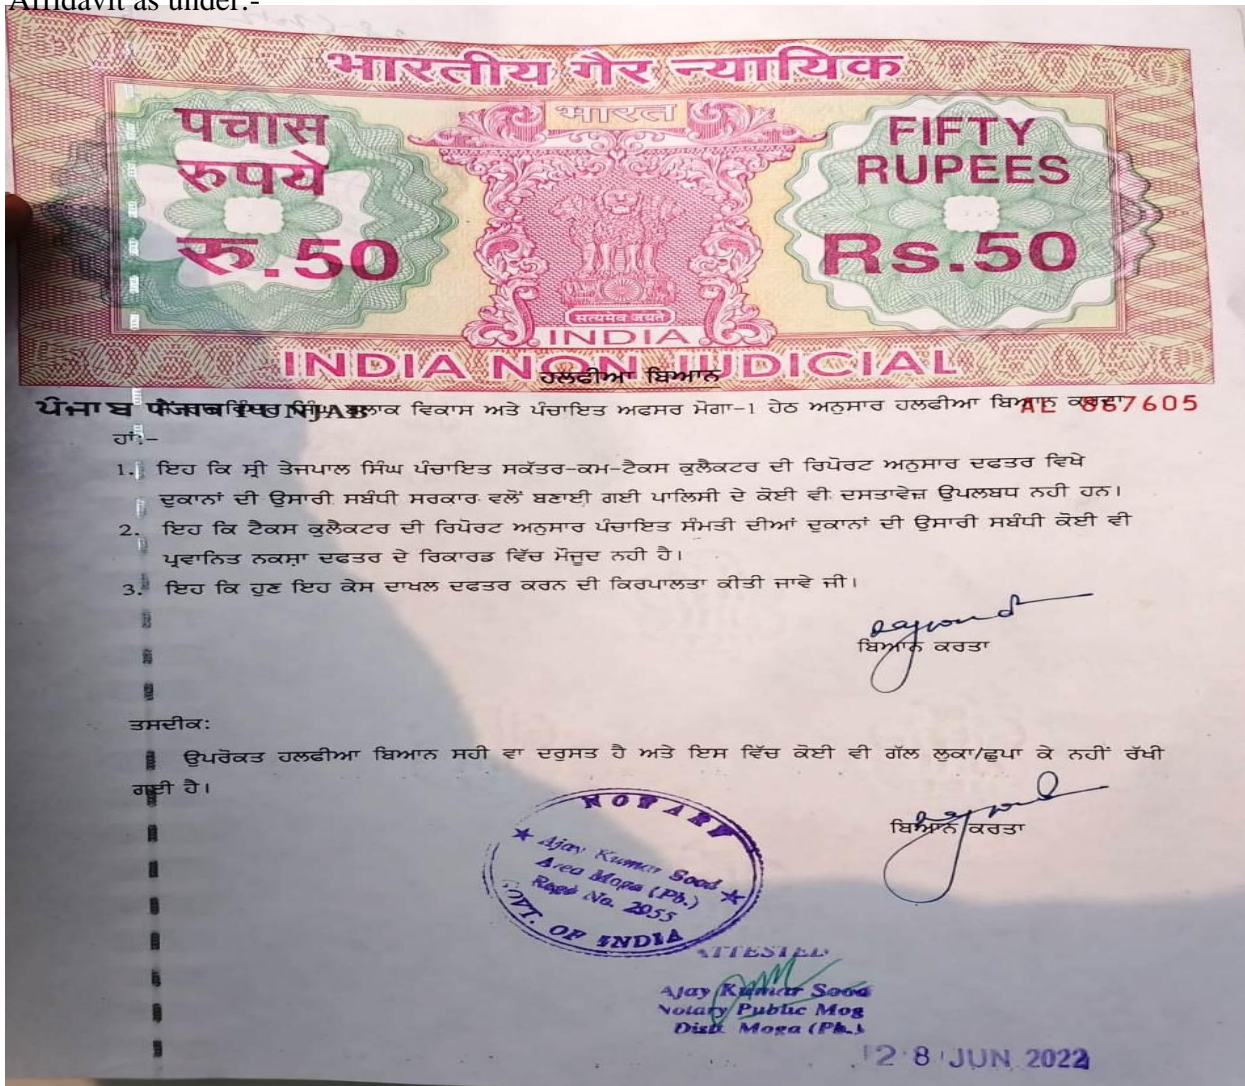 Affidavit as under:-
भारतीय गैर न्यायिक
भारत
पचास
रुपये
रु.50
FIFTY
RUPEES
Rs.50
सत्यमेव जयते
INDIA
INDIA NON JUDICIAL
ਹਲਫੀਆ ਬਿਆਨ
ਪੰਜਾਬ पंजाब PUNJAB ਸਿੰਘ ਬਲਾਕ ਵਿਕਾਸ ਅਤੇ ਪੰਚਾਇਤ ਅਫਸਰ ਮੋਗਾ-1 ਹੇਠ ਅਨੁਸਾਰ ਹਲਫੀਆ ਬਿਆਨ ਕਰਦਾ AL 867605
ਹਾਂ:-
1. ਇਹ ਕਿ ਸ੍ਰੀ ਤੇਜਪਾਲ ਸਿੰਘ ਪੰਚਾਇਤ ਸਕੱਤਰ-ਕਮ-ਟੈਕਸ ਕੁਲੈਕਟਰ ਦੀ ਰਿਪੋਰਟ ਅਨੁਸਾਰ ਦਫਤਰ ਵਿਖੇ
ਦੁਕਾਨਾਂ ਦੀ ਉਸਾਰੀ ਸਬੰਧੀ ਸਰਕਾਰ ਵਲੋਂ ਬਣਾਈ ਗਈ ਪਾਲਿਸੀ ਦੇ ਕੋਈ ਵੀ ਦਸਤਾਵੇਜ਼ ਉਪਲਬਧ ਨਹੀ ਹਨ।
2. ਇਹ ਕਿ ਟੈਕਸ ਕੁਲੈਕਟਰ ਦੀ ਰਿਪੋਰਟ ਅਨੁਸਾਰ ਪੰਚਾਇਤ ਸੰਮਤੀ ਦੀਆਂ ਦੁਕਾਨਾਂ ਦੀ ਉਸਾਰੀ ਸਬੰਧੀ ਕੋਈ ਵੀ
ਪ੍ਰਵਾਨਿਤ ਨਕਸ਼ਾ ਦਫਤਰ ਦੇ ਰਿਕਾਰਡ ਵਿੱਚ ਮੌਜੂਦ ਨਹੀ ਹੈ।
3. ਇਹ ਕਿ ਹੁਣ ਇਹ ਕੇਸ ਦਾਖਲ ਦਫਤਰ ਕਰਨ ਦੀ ਕਿਰਪਾਲਤਾ ਕੀਤੀ ਜਾਵੇ ਜੀ।
ਬਿਆਨ ਕਰਤਾ
ਤਸਦੀਕ:
ਉਪਰੋਕਤ ਹਲਫੀਆ ਬਿਆਨ ਸਹੀ ਵਾ ਦਰੁਸਤ ਹੈ ਅਤੇ ਇਸ ਵਿੱਚ ਕੋਈ ਵੀ ਗੱਲ ਲੁਕਾ/ਛੁਪਾ ਕੇ ਨਹੀਂ ਰੱਖੀ
ਗਈ ਹੈ।
ਬਿਆਨ ਕਰਤਾ
NOTARY
Ajay Kumar Sood
Area Moga (Pb.)
Regd No. 2955
GOVT. OF INDIA
ATTESTED
Ajay Kumar Sood
Notary Public Mog
Distt. Moga (Pb.)
28 JUN 2022